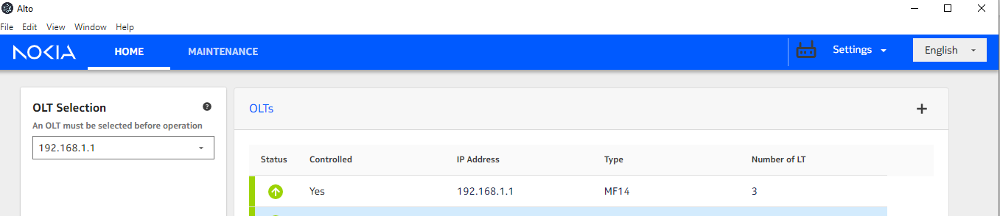 Alto
File Edit View Window Help
NOKIA HOME MAINTENANCE Settings English
OLT Selection ?
An OLT must be selected before operation
192.168.1.1
OLTs +
Status Controlled IP Address Type Number of LT
Yes 192.168.1.1 MF14 3